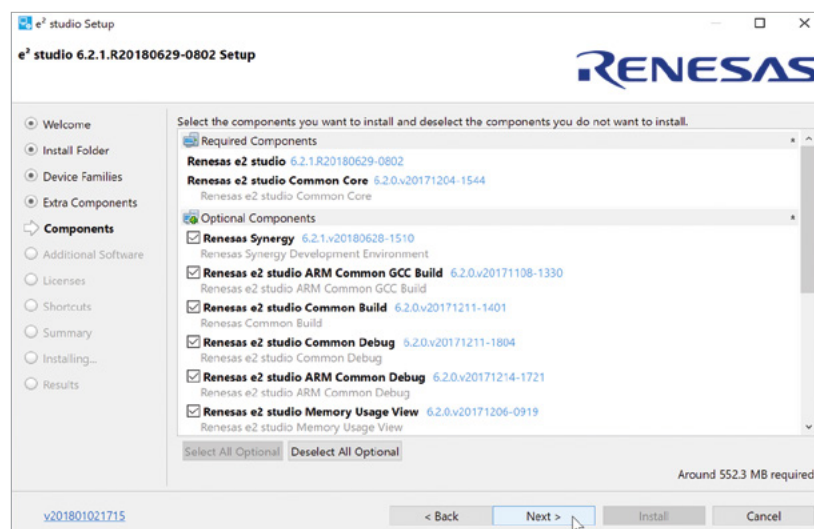 e² studio Setup
e² studio 6.2.1.R20180629-0802 Setup
RENESAS
Welcome
Install Folder
Device Families
Extra Components
Components
Additional Software
Licenses
Shortcuts
Summary
Installing...
Results
Select the components you want to install and deselect the components you do not want to install.
Required Components
Renesas e2 studio 6.2.1.R20180629-0802
Renesas e2 studio Common Core 6.2.0.v20171204-1544
Renesas e2 studio Common Core
Optional Components
Renesas Synergy 6.2.1.v20180628-1510
Renesas Synergy Development Environment
Renesas e2 studio ARM Common GCC Build 6.2.0.v20171108-1330
Renesas e2 studio ARM Common GCC Build
Renesas e2 studio Common Build 6.2.0.v20171211-1401
Renesas Common Build
Renesas e2 studio Common Debug 6.2.0.v20171211-1804
Renesas e2 studio Common Debug
Renesas e2 studio ARM Common Debug 6.2.0.v20171214-1721
Renesas e2 studio ARM Common Debug
Renesas e2 studio Memory Usage View 6.2.0.v20171206-0919
Renesas e2 studio Memory Usage View
Select All Optional Deselect All Optional
Around 552.3 MB required
v201801021715 < Back Next > Install Cancel